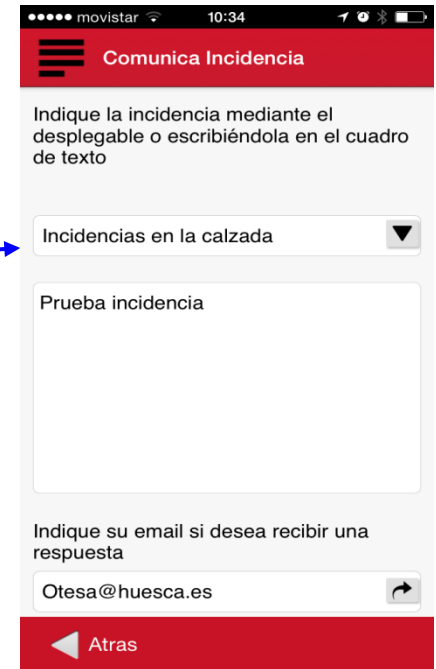 movistar 10:34
Comunica Incidencia
Indique la incidencia mediante el
desplegable o escribiéndola en el cuadro
de texto
Incidencias en la calzada
Prueba incidencia
Indique su email si desea recibir una
respuesta
Otesa@huesca.es
Atras